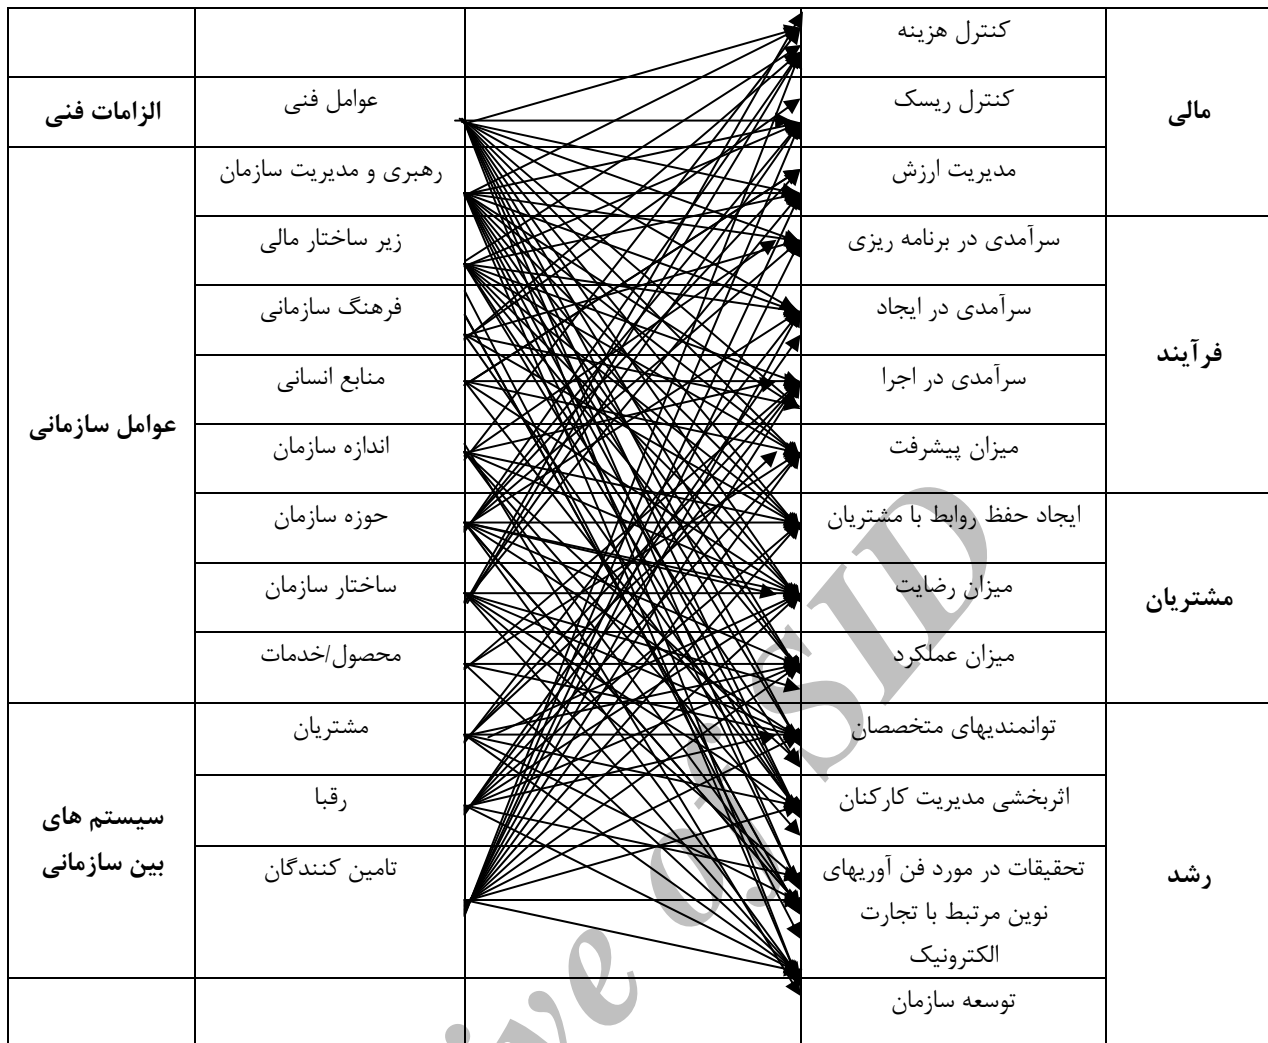 کنترل هزینه
مالی
الزامات فنی
عوامل فنی
کنترل ریسک
رهبری و مدیریت سازمان
مدیریت ارزش
زیر ساختار مالی
سرآمدی در برنامه ریزی
فرآیند
عوامل سازمانی
فرهنگ سازمانی
سرآمدی در ایجاد
منابع انسانی
سرآمدی در اجرا
اندازه سازمان
میزان پیشرفت
حوزه سازمان
ایجاد حفظ روابط با مشتریان
مشتریان
ساختار سازمان
میزان رضایت
محصول/خدمات
میزان عملکرد
سیستم های
بین سازمانی
مشتریان
توانمندیهای متخصصان
رشد
رقبا
اثربخشی مدیریت کارکنان
تامین کنندگان
تحقیقات در مورد فن آوریهای
نوین مرتبط با تجارت
الکترونیک
توسعه سازمان
ive of SID